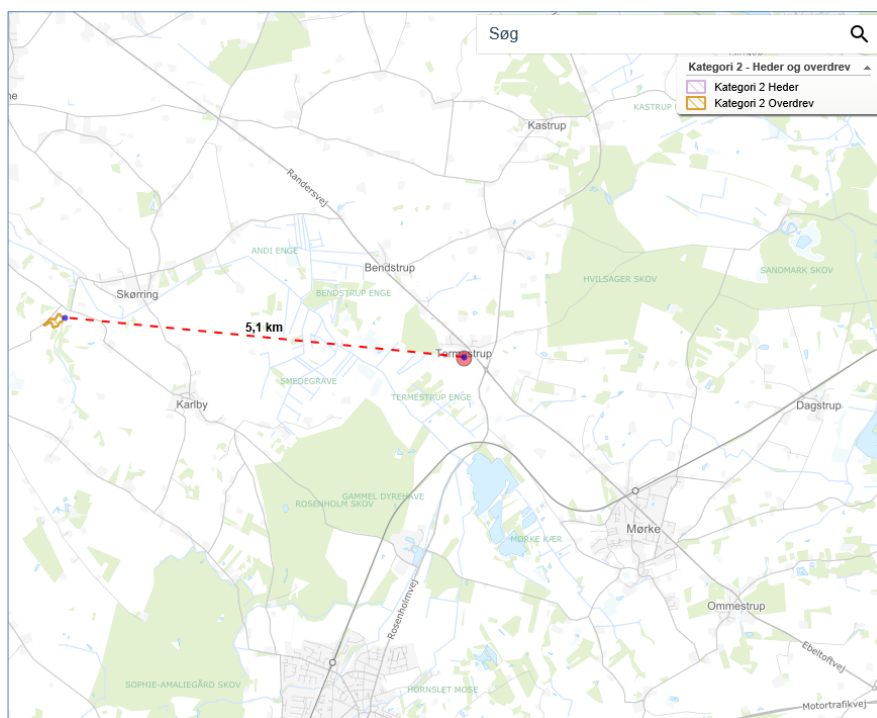 Søg
Kategori 2 - Heder og overdrev
Kategori 2 Heder
Kategori 2 Overdrev
Kastrup
Randersvej
ANDI ENGE
Bendstrup
HVILSAGER SKOV
SANDMARK SKOV
BENDSTRUP ENGE
Skørring
5,1 km
SMEDEGRAVE
TERMESTRUP ENGE
Karlby
Dagstrup
GAMMEL DYREHAVE
ROSENHOLM SKOV
Mørke
MØRKE KÆR
Rosenholmvej
Ommestrup
Ebeltoftvej
SOPHIE-AMALIEGÅRD SKOV
HORNSLET MOSE
Motortrafikvej